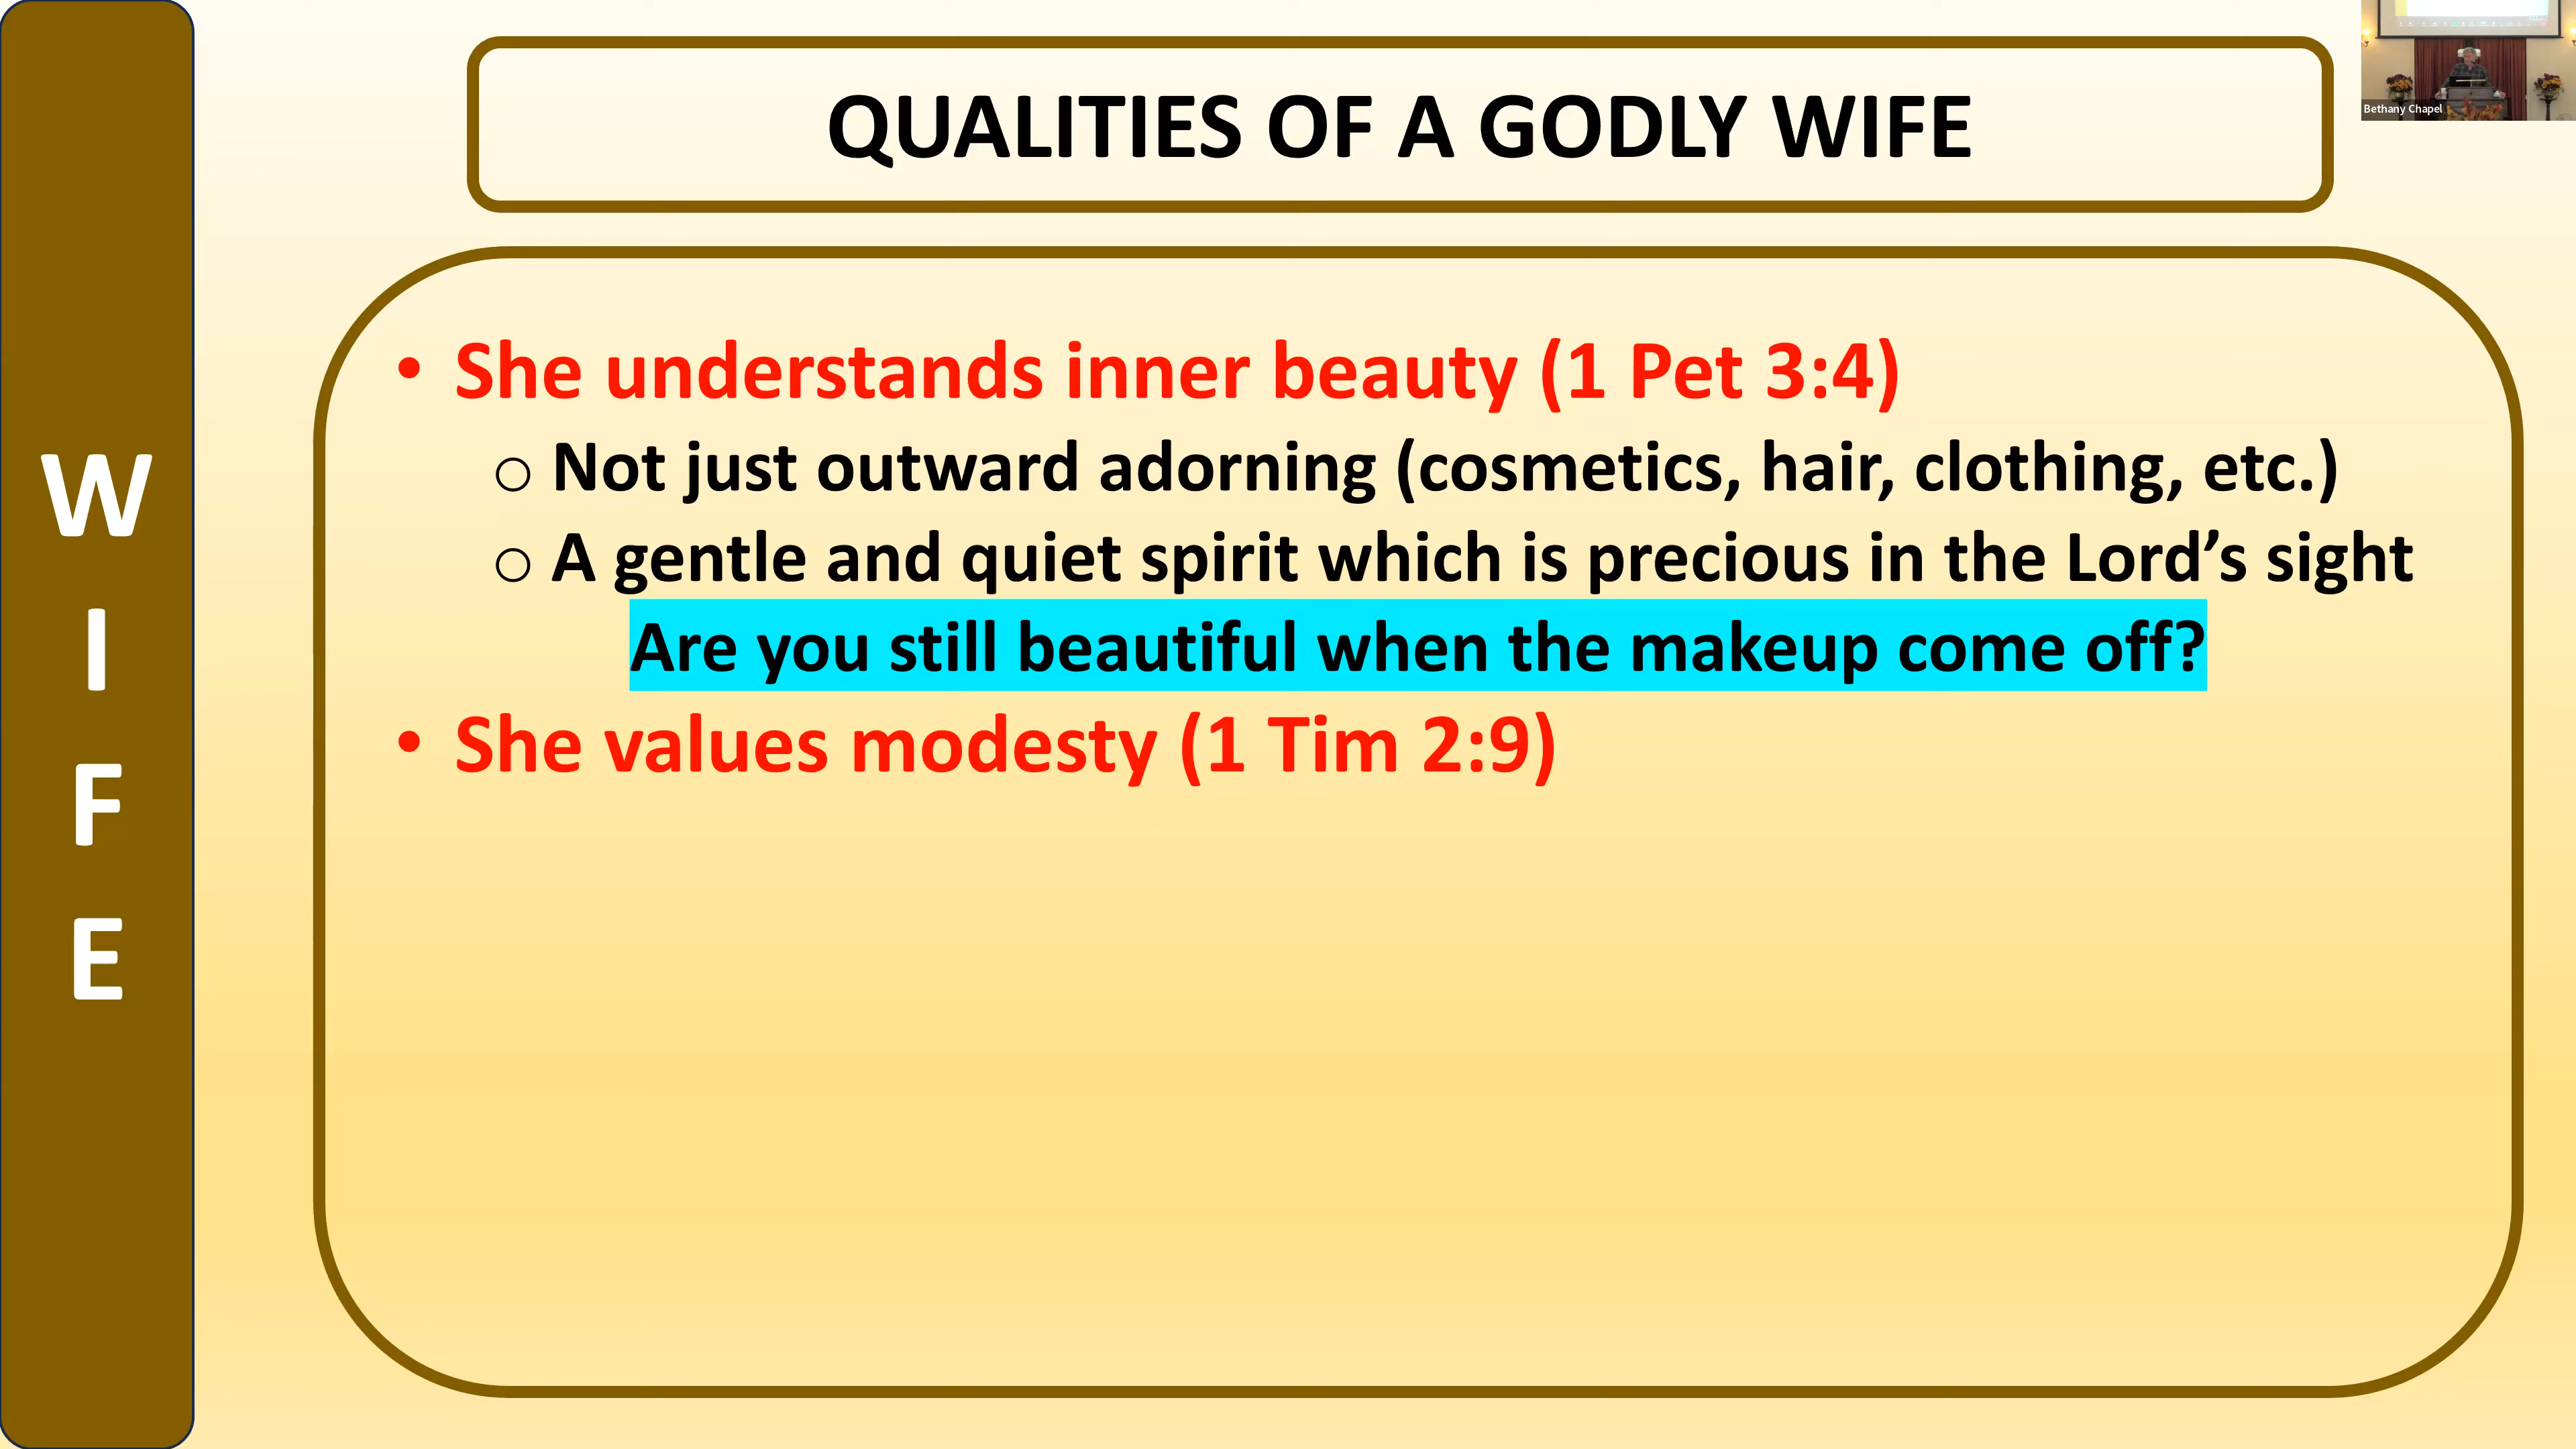 QUALITIES OF A GODLY WIFE
Bethany Chapel
W
I
F
E
• She understands inner beauty (1 Pet 3:4)
○ Not just outward adorning (cosmetics, hair, clothing, etc.)
○ A gentle and quiet spirit which is precious in the Lord’s sight
Are you still beautiful when the makeup come off?
• She values modesty (1 Tim 2:9)